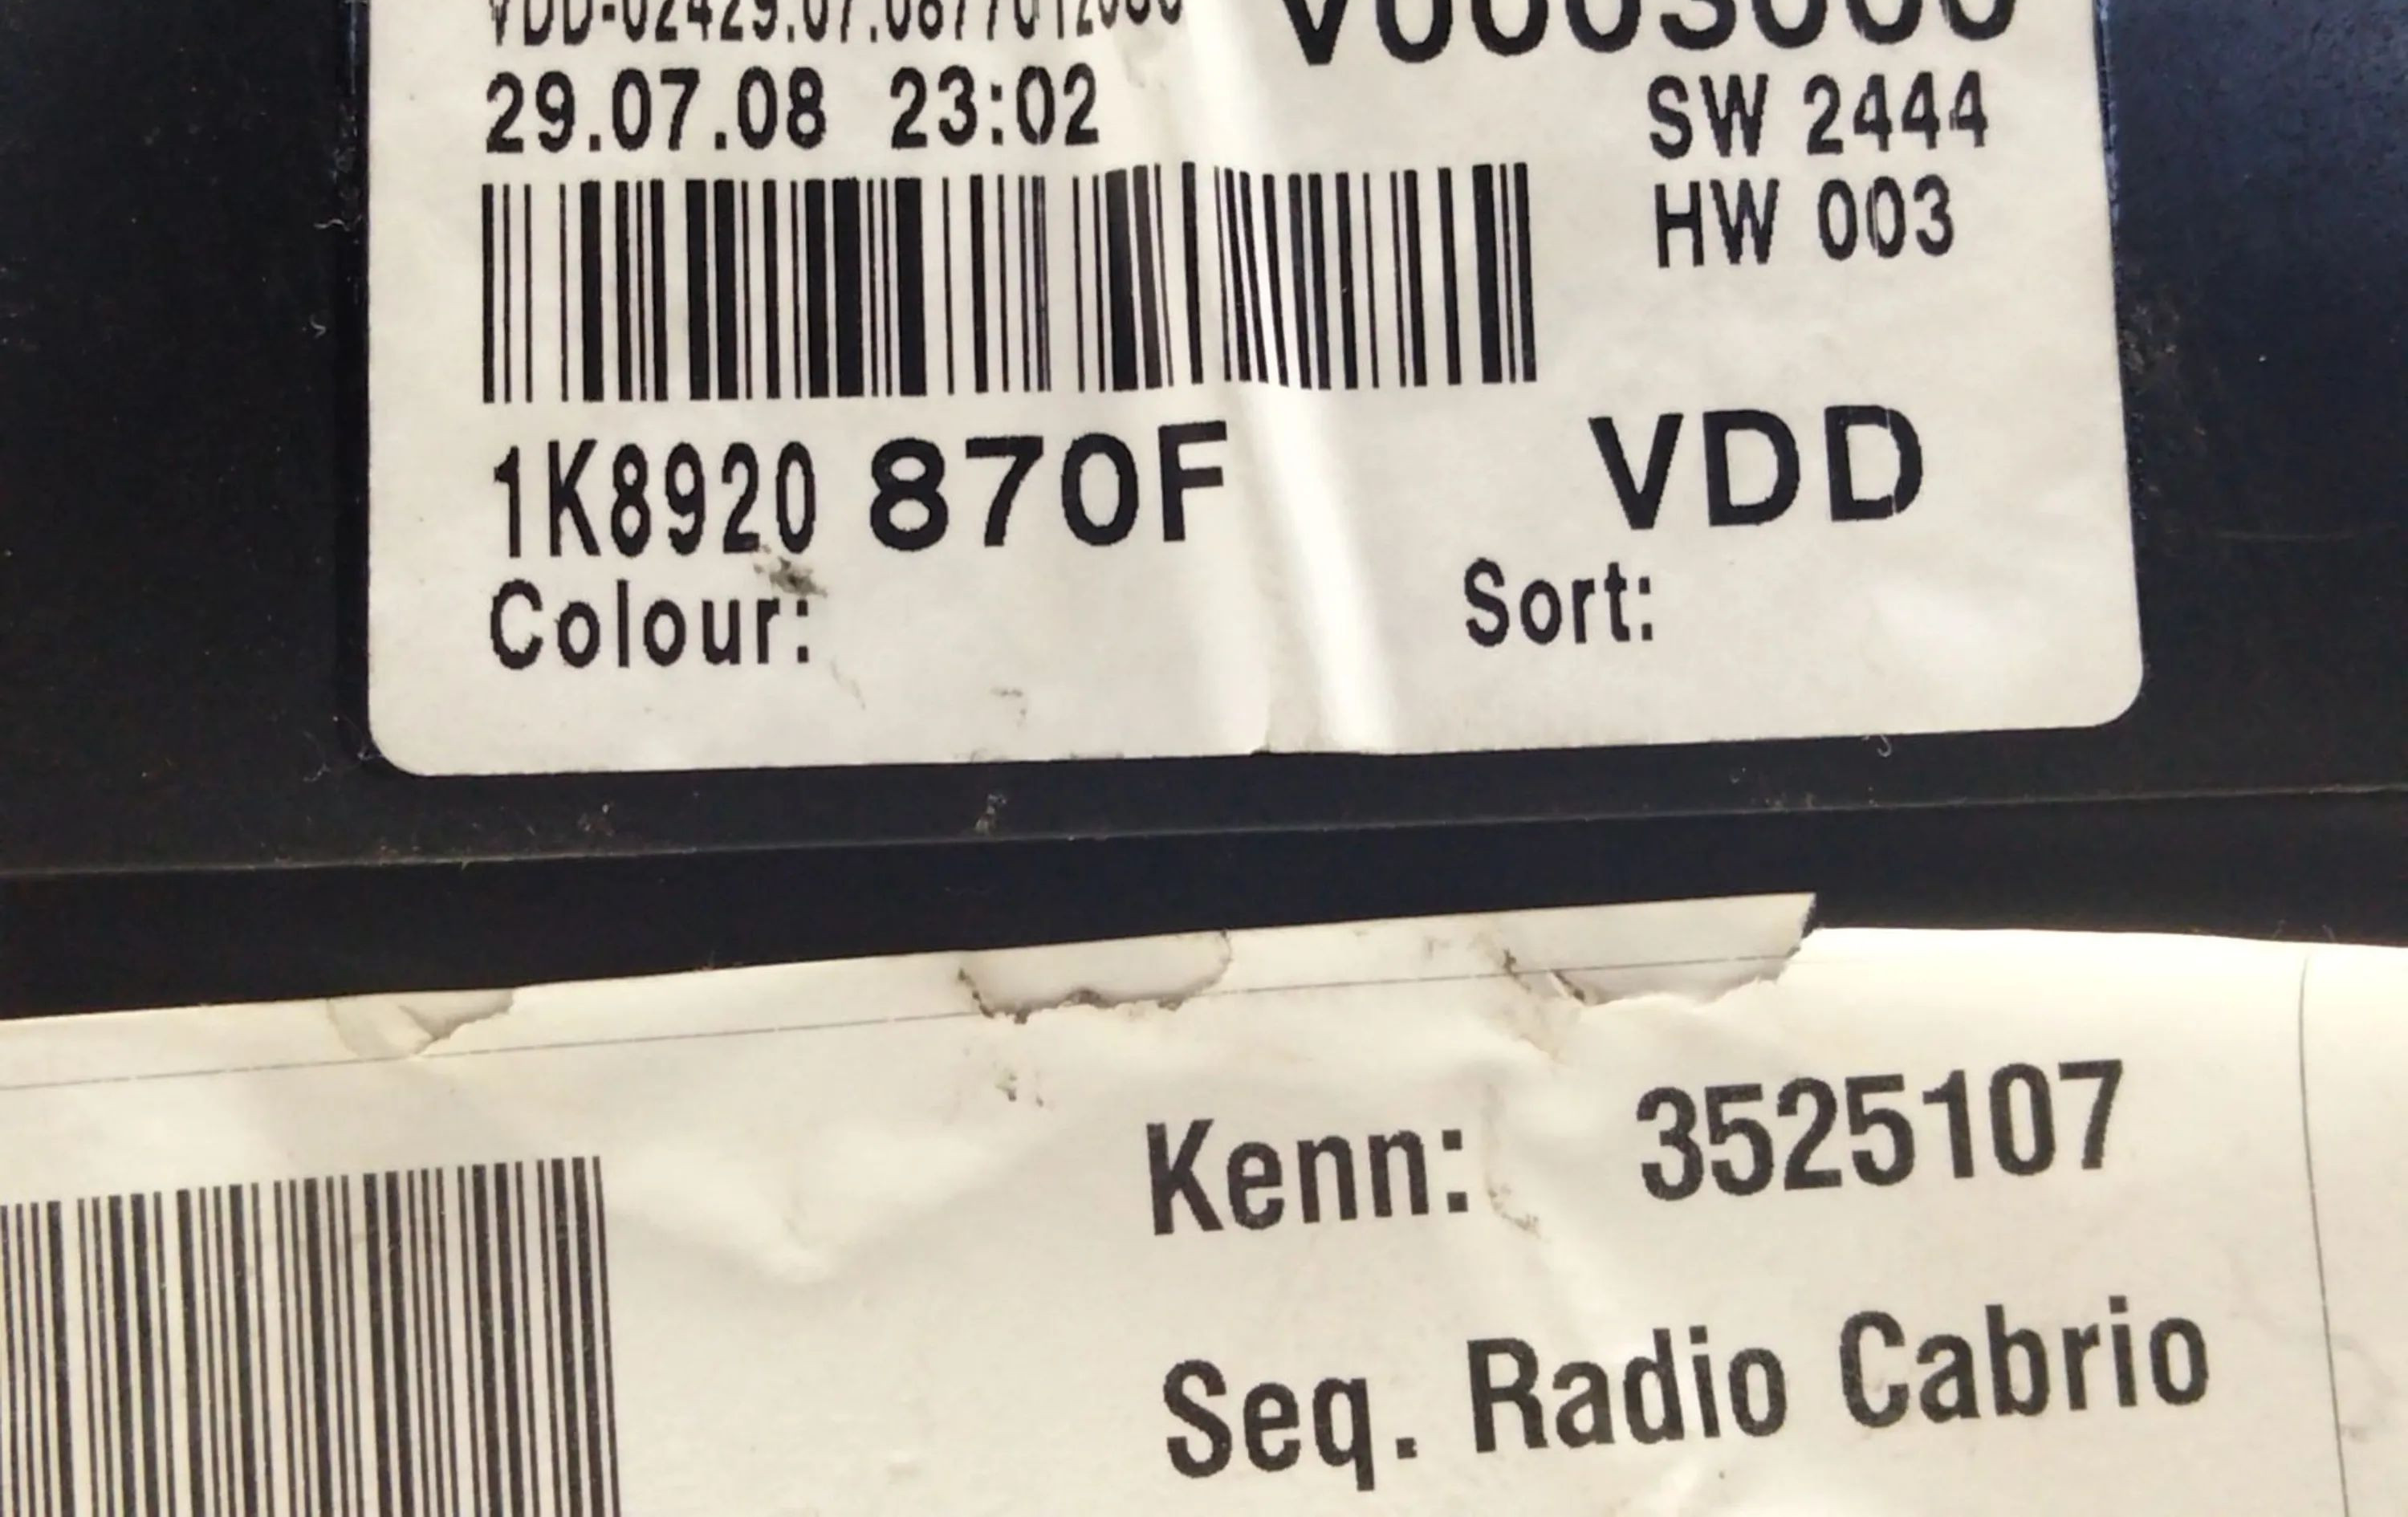 29.07.08 23:02
SW 2444
HW 003
1K8920 870F
VDD
Colour:
Sort:
Kenn: 3525107
Seq. Radio Cabrio